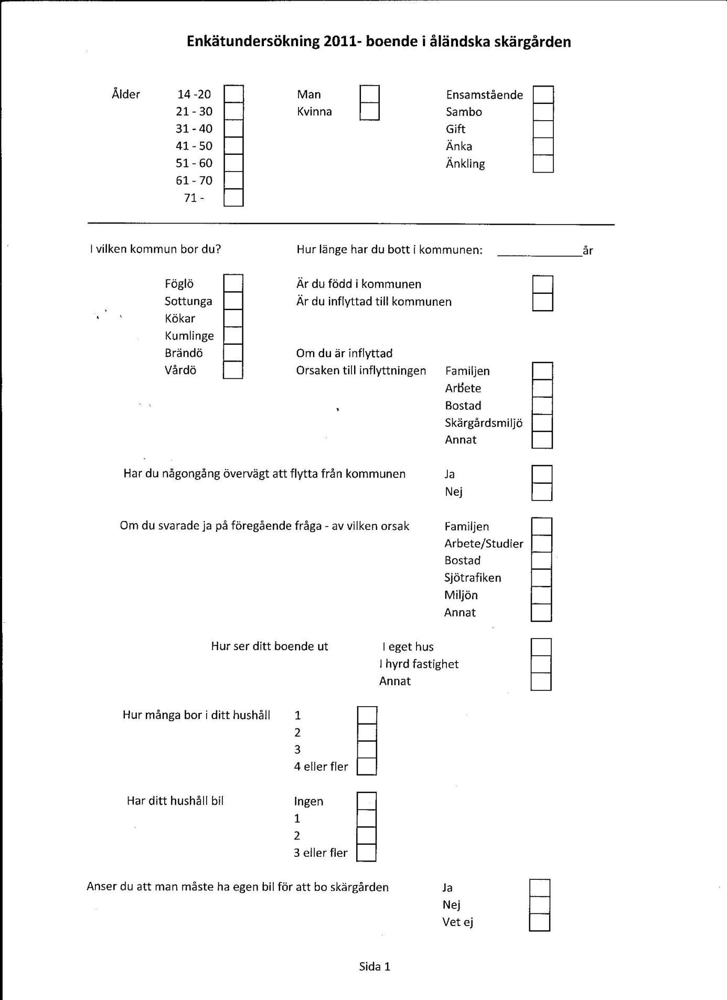 Enkätundersökning 2011- boende i åländska skärgården
Ålder 14 -20 Man Ensamstående
21 - 30 Kvinna Sambo
31 - 40 Gift
41 - 50 Änka
51 - 60 Änkling
61 - 70
71 -
I vilken kommun bor du? Hur länge har du bott i kommunen: ____________år
Föglö Är du född i kommunen
Sottunga Är du inflyttad till kommunen
Kökar
Kumlinge
Brändö Om du är inflyttad
Vårdö Orsaken till inflyttningen Familjen
Arbete
Bostad
Skärgårdsmiljö
Annat
Har du någongång övervägt att flytta från kommunen Ja
Nej
Om du svarade ja på föregående fråga - av vilken orsak Familjen
Arbete/Studier
Bostad
Sjötrafiken
Miljön
Annat
Hur ser ditt boende ut I eget hus
I hyrd fastighet
Annat
Hur många bor i ditt hushåll 1
2
3
4 eller fler
Har ditt hushåll bil Ingen
1
2
3 eller fler
Anser du att man måste ha egen bil för att bo skärgården Ja
Nej
Vet ej
Sida 1